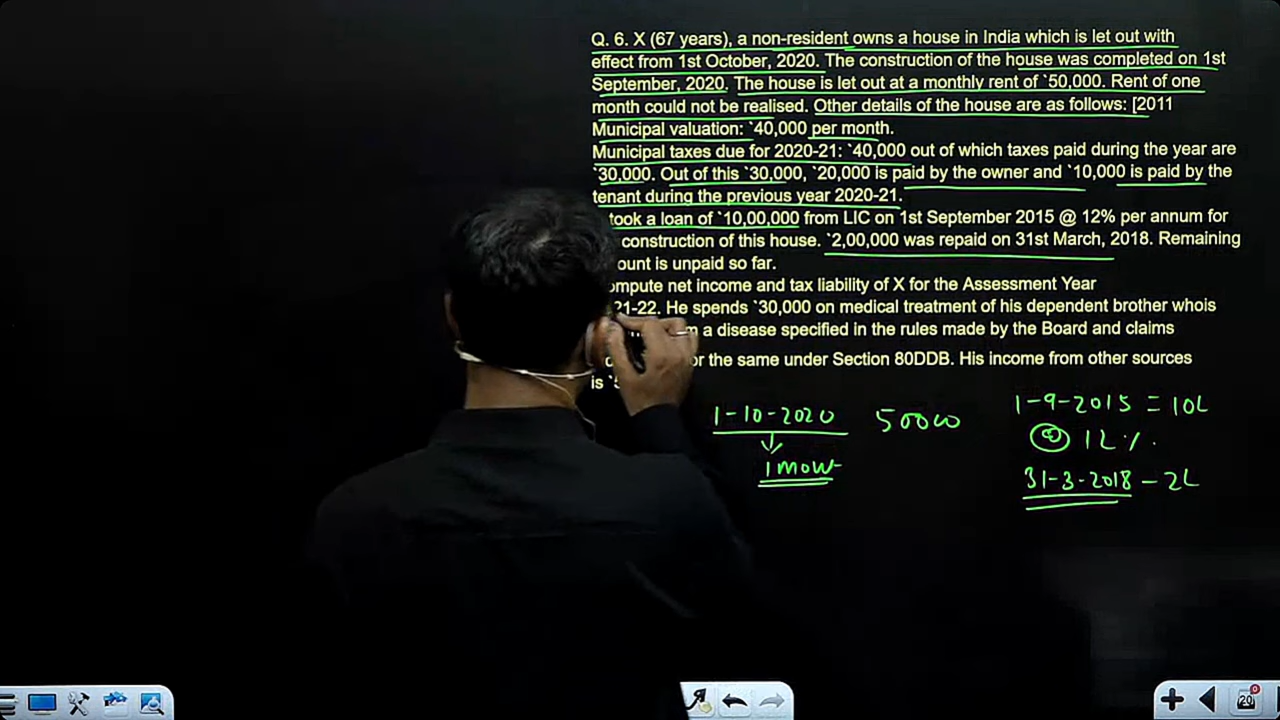 Q. 6. X (67 years), a non-resident owns a house in India which is let out with
effect from 1st October, 2020. The construction of the house was completed on 1st
September, 2020. The house is let out at a monthly rent of `50,000. Rent of one
month could not be realised. Other details of the house are as follows: [2011
Municipal valuation: `40,000 per month.
Municipal taxes due for 2020-21: `40,000 out of which taxes paid during the year are
`30,000. Out of this `30,000, `20,000 is paid by the owner and `10,000 is paid by the
tenant during the previous year 2020-21.
took a loan of `10,00,000 from LIC on 1st September 2015 @ 12% per annum for
construction of this house. `2,00,000 was repaid on 31st March, 2018. Remaining
ount is unpaid so far.
ompute net income and tax liability of X for the Assessment Year
21-22. He spends `30,000 on medical treatment of his dependent brother whois
a disease specified in the rules made by the Board and claims
or the same under Section 80DDB. His income from other sources
is `5
1-10-2020 50000 1-9-2015 = 10L
@ 12%.
1 mon
31-3-2018 - 2L
20